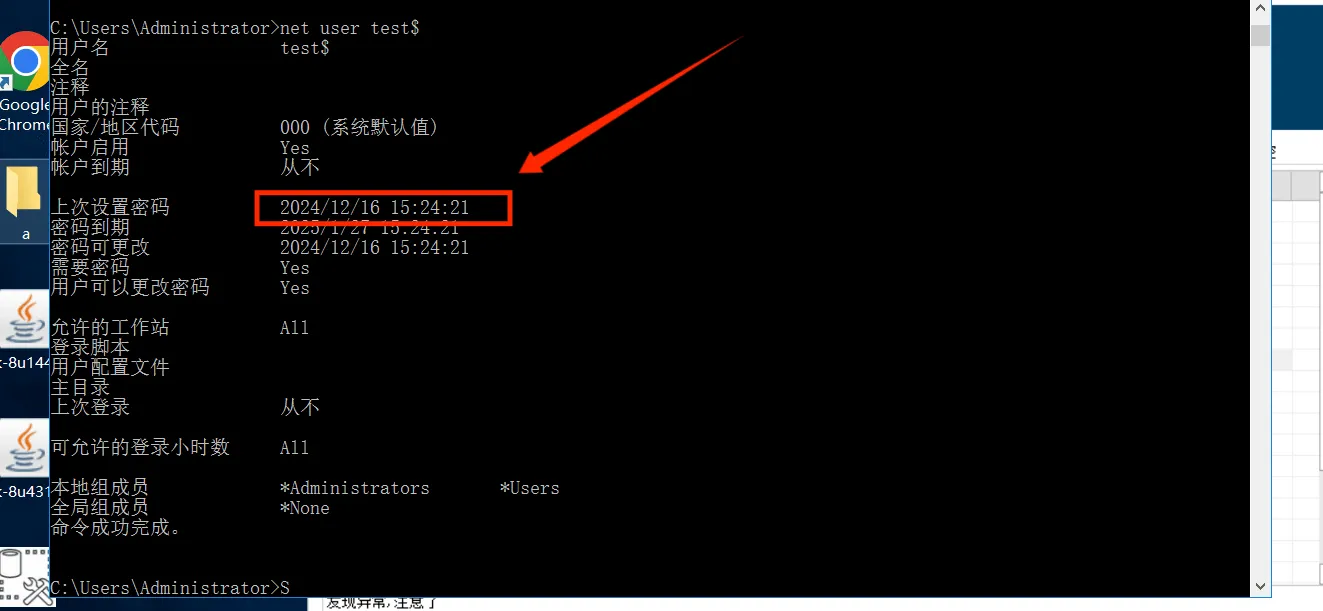 C:\Users\Administrator>net user test$
用户名 test$
全名
注释
用户的注释
国家/地区代码 000 (系统默认值)
帐户启用 Yes
帐户到期 从不
上次设置密码 2024/12/16 15:24:21
密码到期 2025/1/27 15:24:21
密码可更改 2024/12/16 15:24:21
需要密码 Yes
用户可以更改密码 Yes
允许的工作站 All
登录脚本
用户配置文件
主目录
上次登录 从不
可允许的登录小时数 All
本地组成员 *Administrators *Users
全局组成员 *None
命令成功完成。
C:\Users\Administrator>S
Google
Chrome
a
-8u144
-8u431
发现异常,注意了